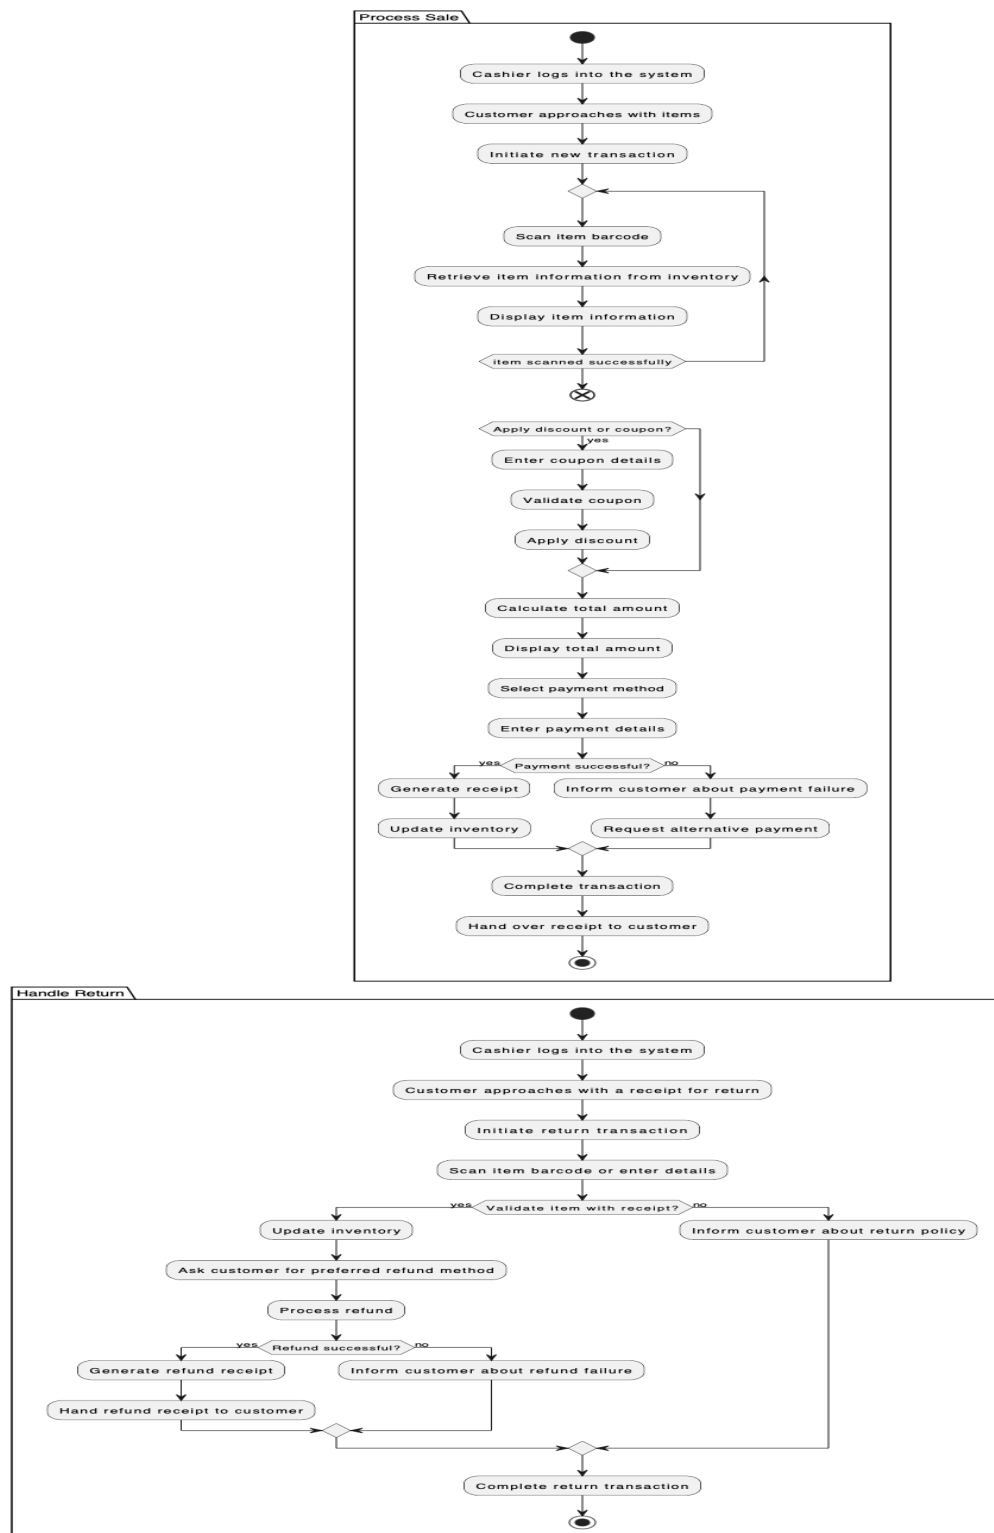 Process Sale
Cashier logs into the system
Customer approaches with items
Initiate new transaction
Scan item barcode
Retrieve item information from inventory
Display item information
item scanned successfully
Apply discount or coupon?
yes
Enter coupon details
Validate coupon
Apply discount
Calculate total amount
Display total amount
Select payment method
Enter payment details
yes Payment successful? no
Generate receipt Inform customer about payment failure
Update inventory Request alternative payment
Complete transaction
Hand over receipt to customer
Handle Return
Cashier logs into the system
Customer approaches with a receipt for return
Initiate return transaction
Scan item barcode or enter details
yes Validate item with receipt? no
Update inventory Inform customer about return policy
Ask customer for preferred refund method
Process refund
yes Refund successful? no
Generate refund receipt Inform customer about refund failure
Hand refund receipt to customer
Complete return transaction